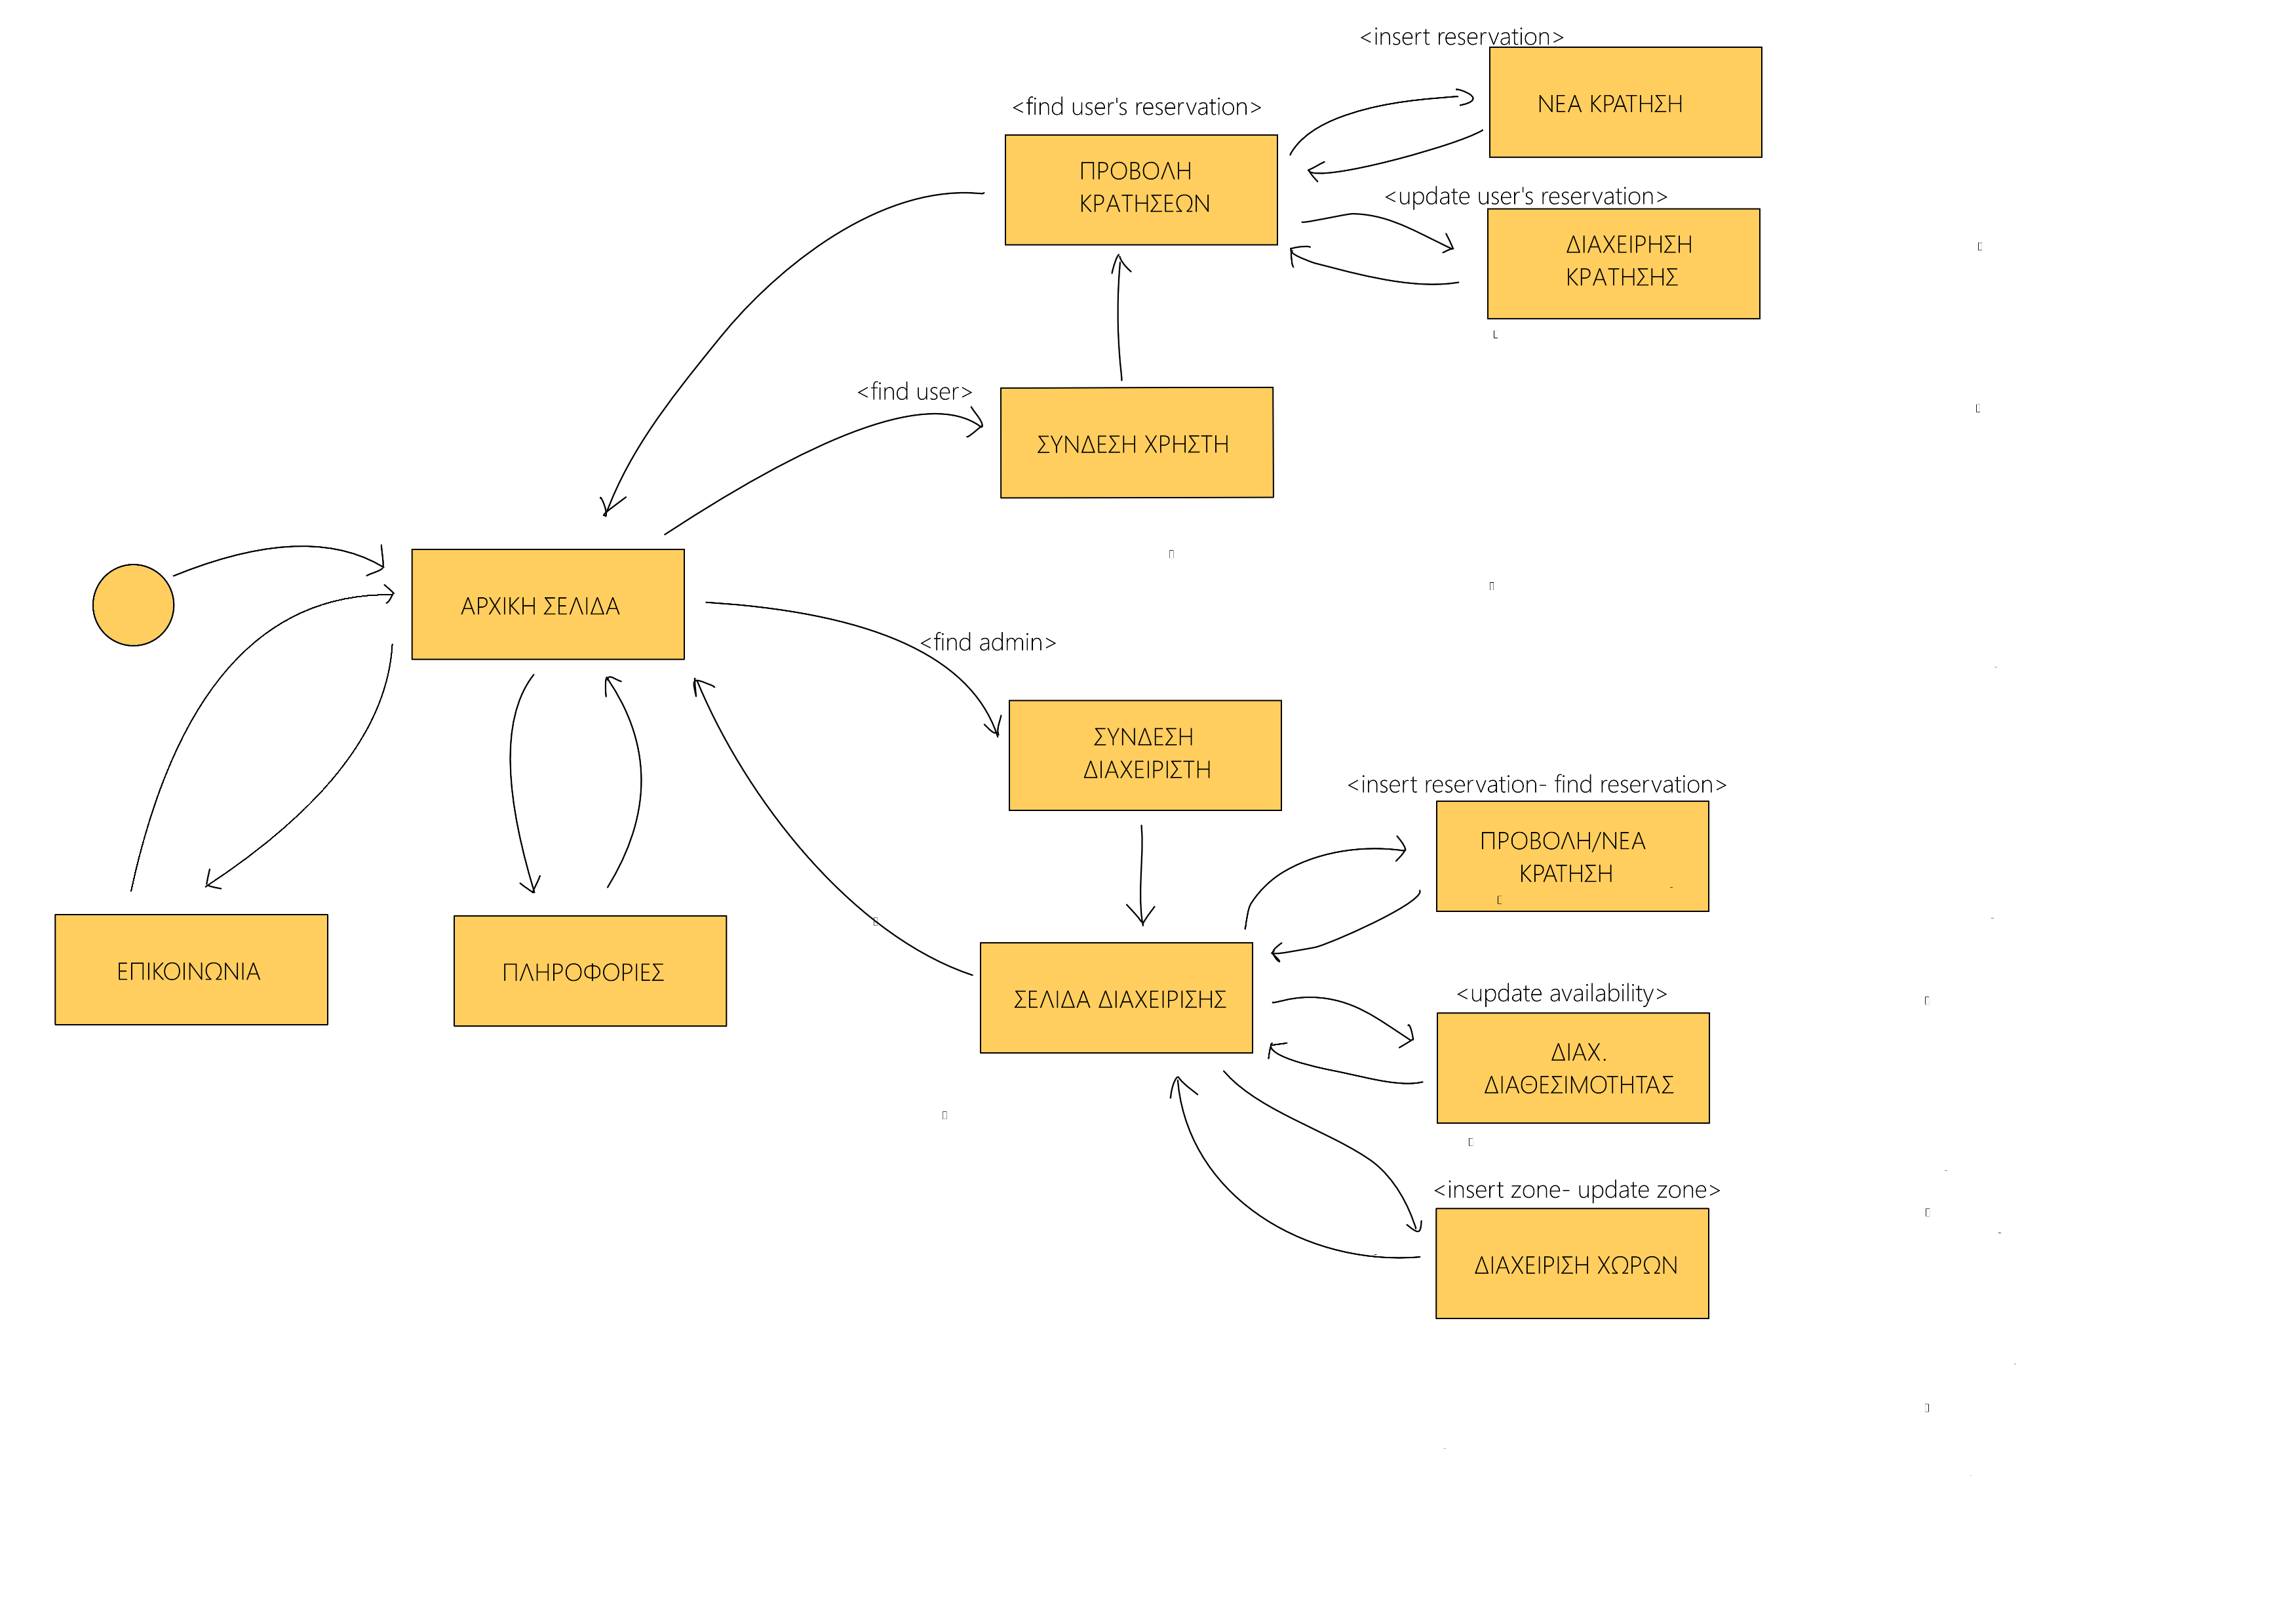 <insert reservation>
ΝΕΑ ΚΡΑΤΗΣΗ
<find user's reservation>
ΠΡΟΒΟΛΗ
ΚΡΑΤΗΣΕΩΝ
<update user's reservation>
ΔΙΑΧΕΙΡΗΣΗ
ΚΡΑΤΗΣΗΣ
<find user>
ΣΥΝΔΕΣΗ ΧΡΗΣΤΗ
ΑΡΧΙΚΗ ΣΕΛΙΔΑ
<find admin>
ΣΥΝΔΕΣΗ
ΔΙΑΧΕΙΡΙΣΤΗ
<insert reservation- find reservation>
ΠΡΟΒΟΛΗ/ΝΕΑ
ΚΡΑΤΗΣΗ
ΕΠΙΚΟΙΝΩΝΙΑ
ΠΛΗΡΟΦΟΡΙΕΣ
ΣΕΛΙΔΑ ΔΙΑΧΕΙΡΙΣΗΣ
<update availability>
ΔΙΑΧ.
ΔΙΑΘΕΣΙΜΟΤΗΤΑΣ
<insert zone- update zone>
ΔΙΑΧΕΙΡΙΣΗ ΧΩΡΩΝ